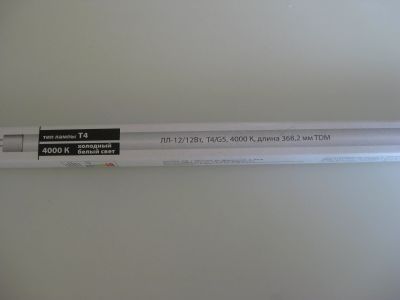 тип лампы T4
4000 K холодный белый свет
ЛЛ-12/12Вт, T4/G5, 4000 K, длина 368,2 мм TDM